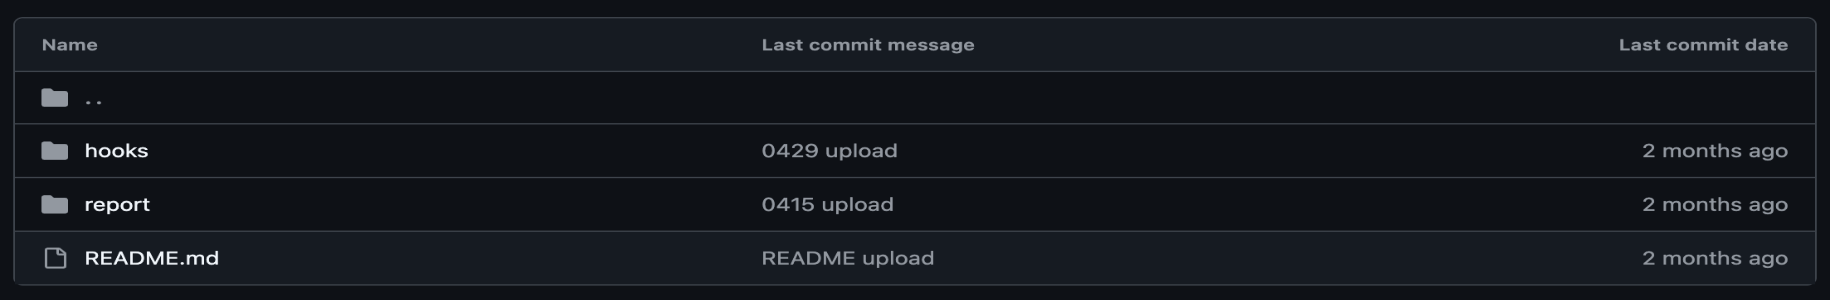 Name Last commit message Last commit date
..
hooks 0429 upload 2 months ago
report 0415 upload 2 months ago
README.md README upload 2 months ago